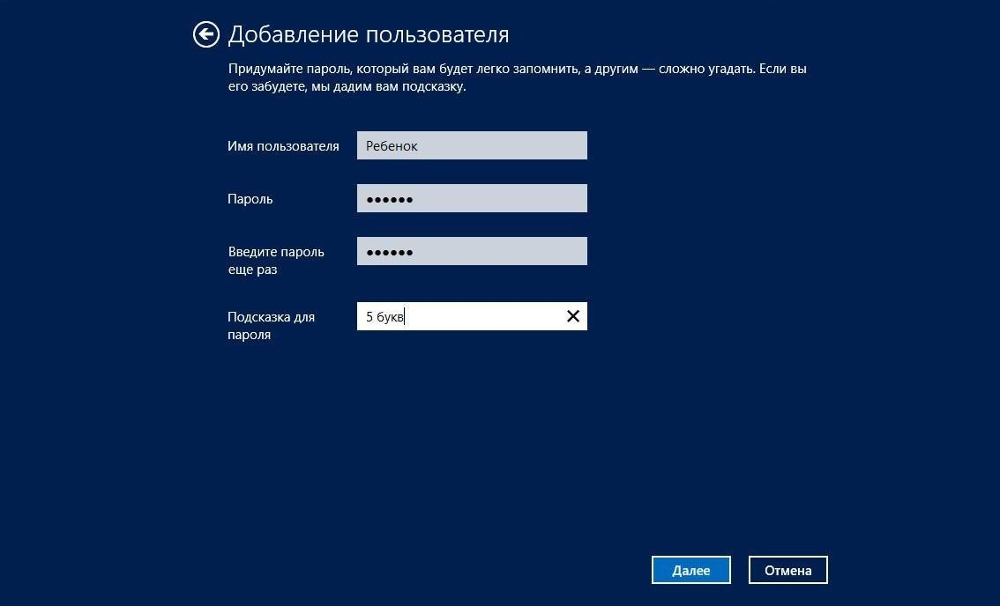 Добавление пользователя
Придумайте пароль, который вам будет легко запомнить, а другим — сложно угадать. Если вы
его забудете, мы дадим вам подсказку.
Имя пользователя Ребенок
Пароль ●●●●●●
Введите пароль ●●●●●●
еще раз
Подсказка для 5 букв
пароля
Далее Отмена